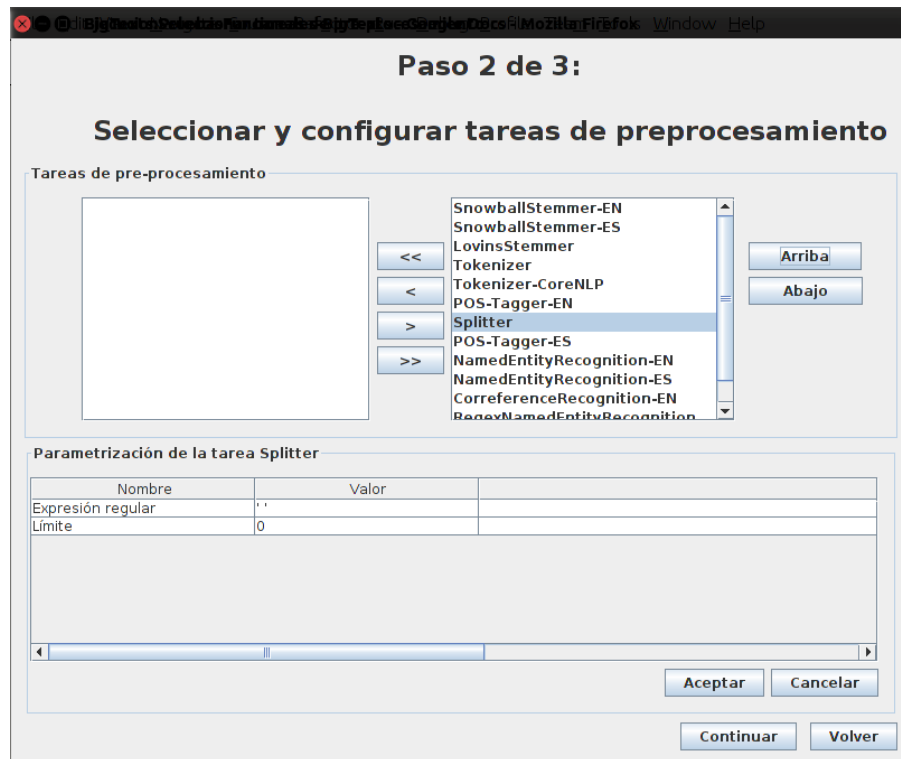 Window Help
Paso 2 de 3:
Seleccionar y configurar tareas de preprocesamiento
Tareas de pre-procesamiento
SnowballStemmer-EN
SnowballStemmer-ES
LovinsStemmer
Tokenizer
Tokenizer-CoreNLP
POS-Tagger-EN
Splitter
POS-Tagger-ES
NamedEntityRecognition-EN
NamedEntityRecognition-ES
CorreferenceRecognition-EN
RegexNamedEntityRecognition
<<
<
>
>>
Arriba
Abajo
Parametrización de la tarea Splitter
Nombre Valor
Expresión regular ' '
Límite 0
Aceptar Cancelar
Continuar Volver